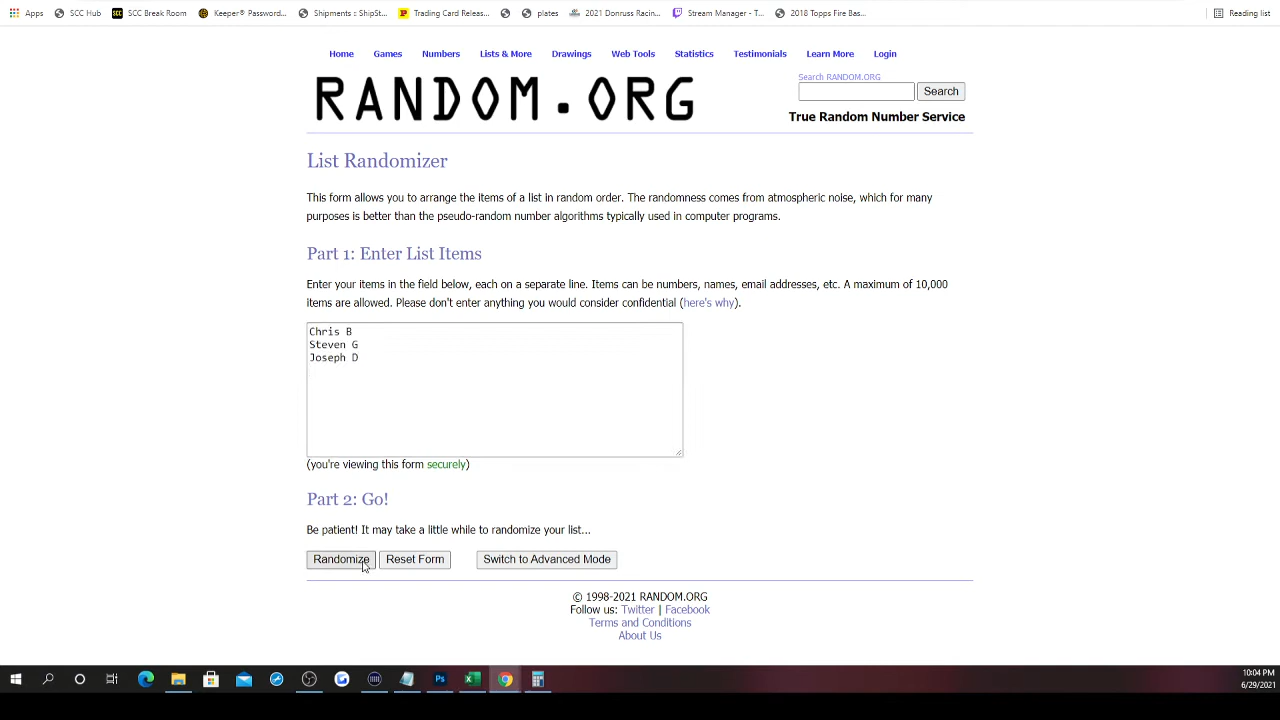 Apps SCC Hub SCC Break Room Keeper® Password... Shipments :: ShipSt... Trading Card Releas... plates 2021 Donruss Racin... Stream Manager - T... 2018 Topps Fire Bas... Reading list
Home Games Numbers Lists & More Drawings Web Tools Statistics Testimonials Learn More Login
RANDOM.ORG
Search RANDOM.ORG
Search
True Random Number Service
List Randomizer
This form allows you to arrange the items of a list in random order. The randomness comes from atmospheric noise, which for many
purposes is better than the pseudo-random number algorithms typically used in computer programs.
Part 1: Enter List Items
Enter your items in the field below, each on a separate line. Items can be numbers, names, email addresses, etc. A maximum of 10,000
items are allowed. Please don't enter anything you would consider confidential (here's why).
Chris B
Steven G
Joseph D
(you're viewing this form securely)
Part 2: Go!
Be patient! It may take a little while to randomize your list...
Randomize Reset Form Switch to Advanced Mode
© 1998-2021 RANDOM.ORG
Follow us: Twitter | Facebook
Terms and Conditions
About Us
10:04 PM
6/29/2021